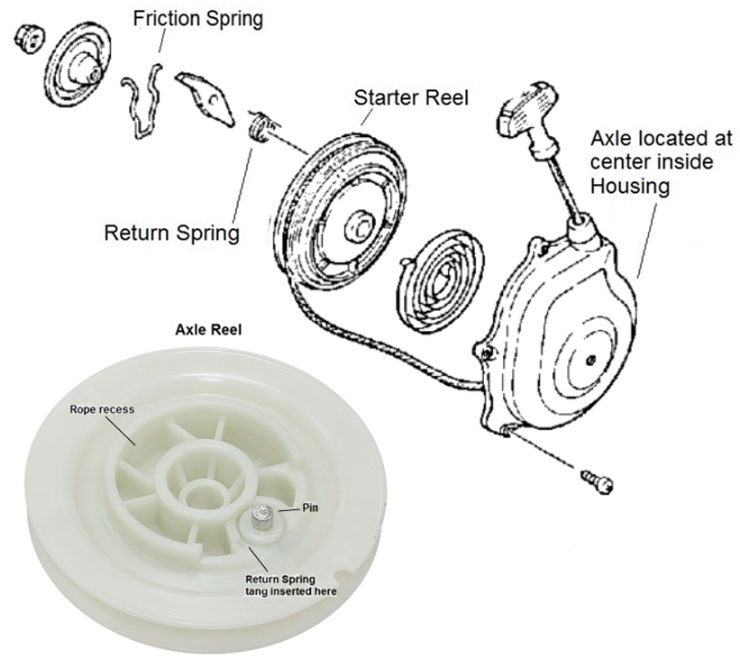 Friction Spring
Starter Reel
Axle located at
center inside
Housing
Return Spring
Axle Reel
Rope recess
Pin
Return Spring
tang inserted here